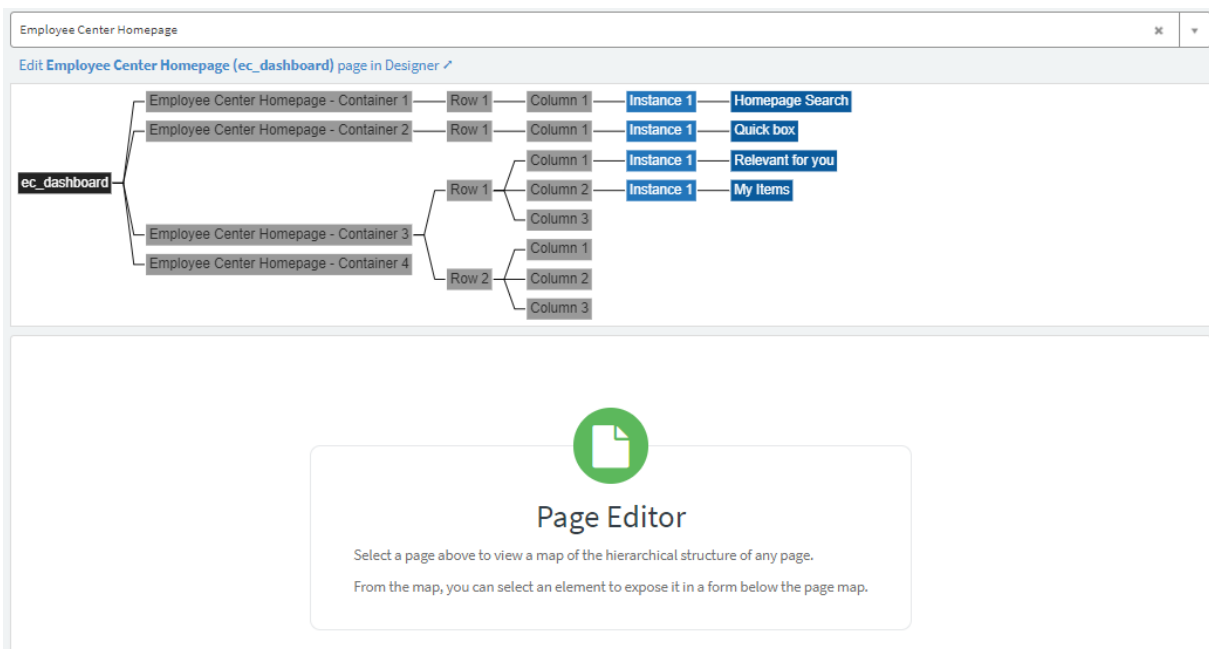 Employee Center Homepage
Edit Employee Center Homepage (ec_dashboard) page in Designer
Employee Center Homepage - Container 1 Row 1 Column 1 Instance 1 Homepage Search
Employee Center Homepage - Container 2 Row 1 Column 1 Instance 1 Quick box
Column 1 Instance 1 Relevant for you
ec_dashboard
Row 1 Column 2 Instance 1 My Items
Column 3
Employee Center Homepage - Container 3
Column 1
Employee Center Homepage - Container 4
Row 2 Column 2
Column 3
Page Editor
Select a page above to view a map of the hierarchical structure of any page.
From the map, you can select an element to expose it in a form below the page map.